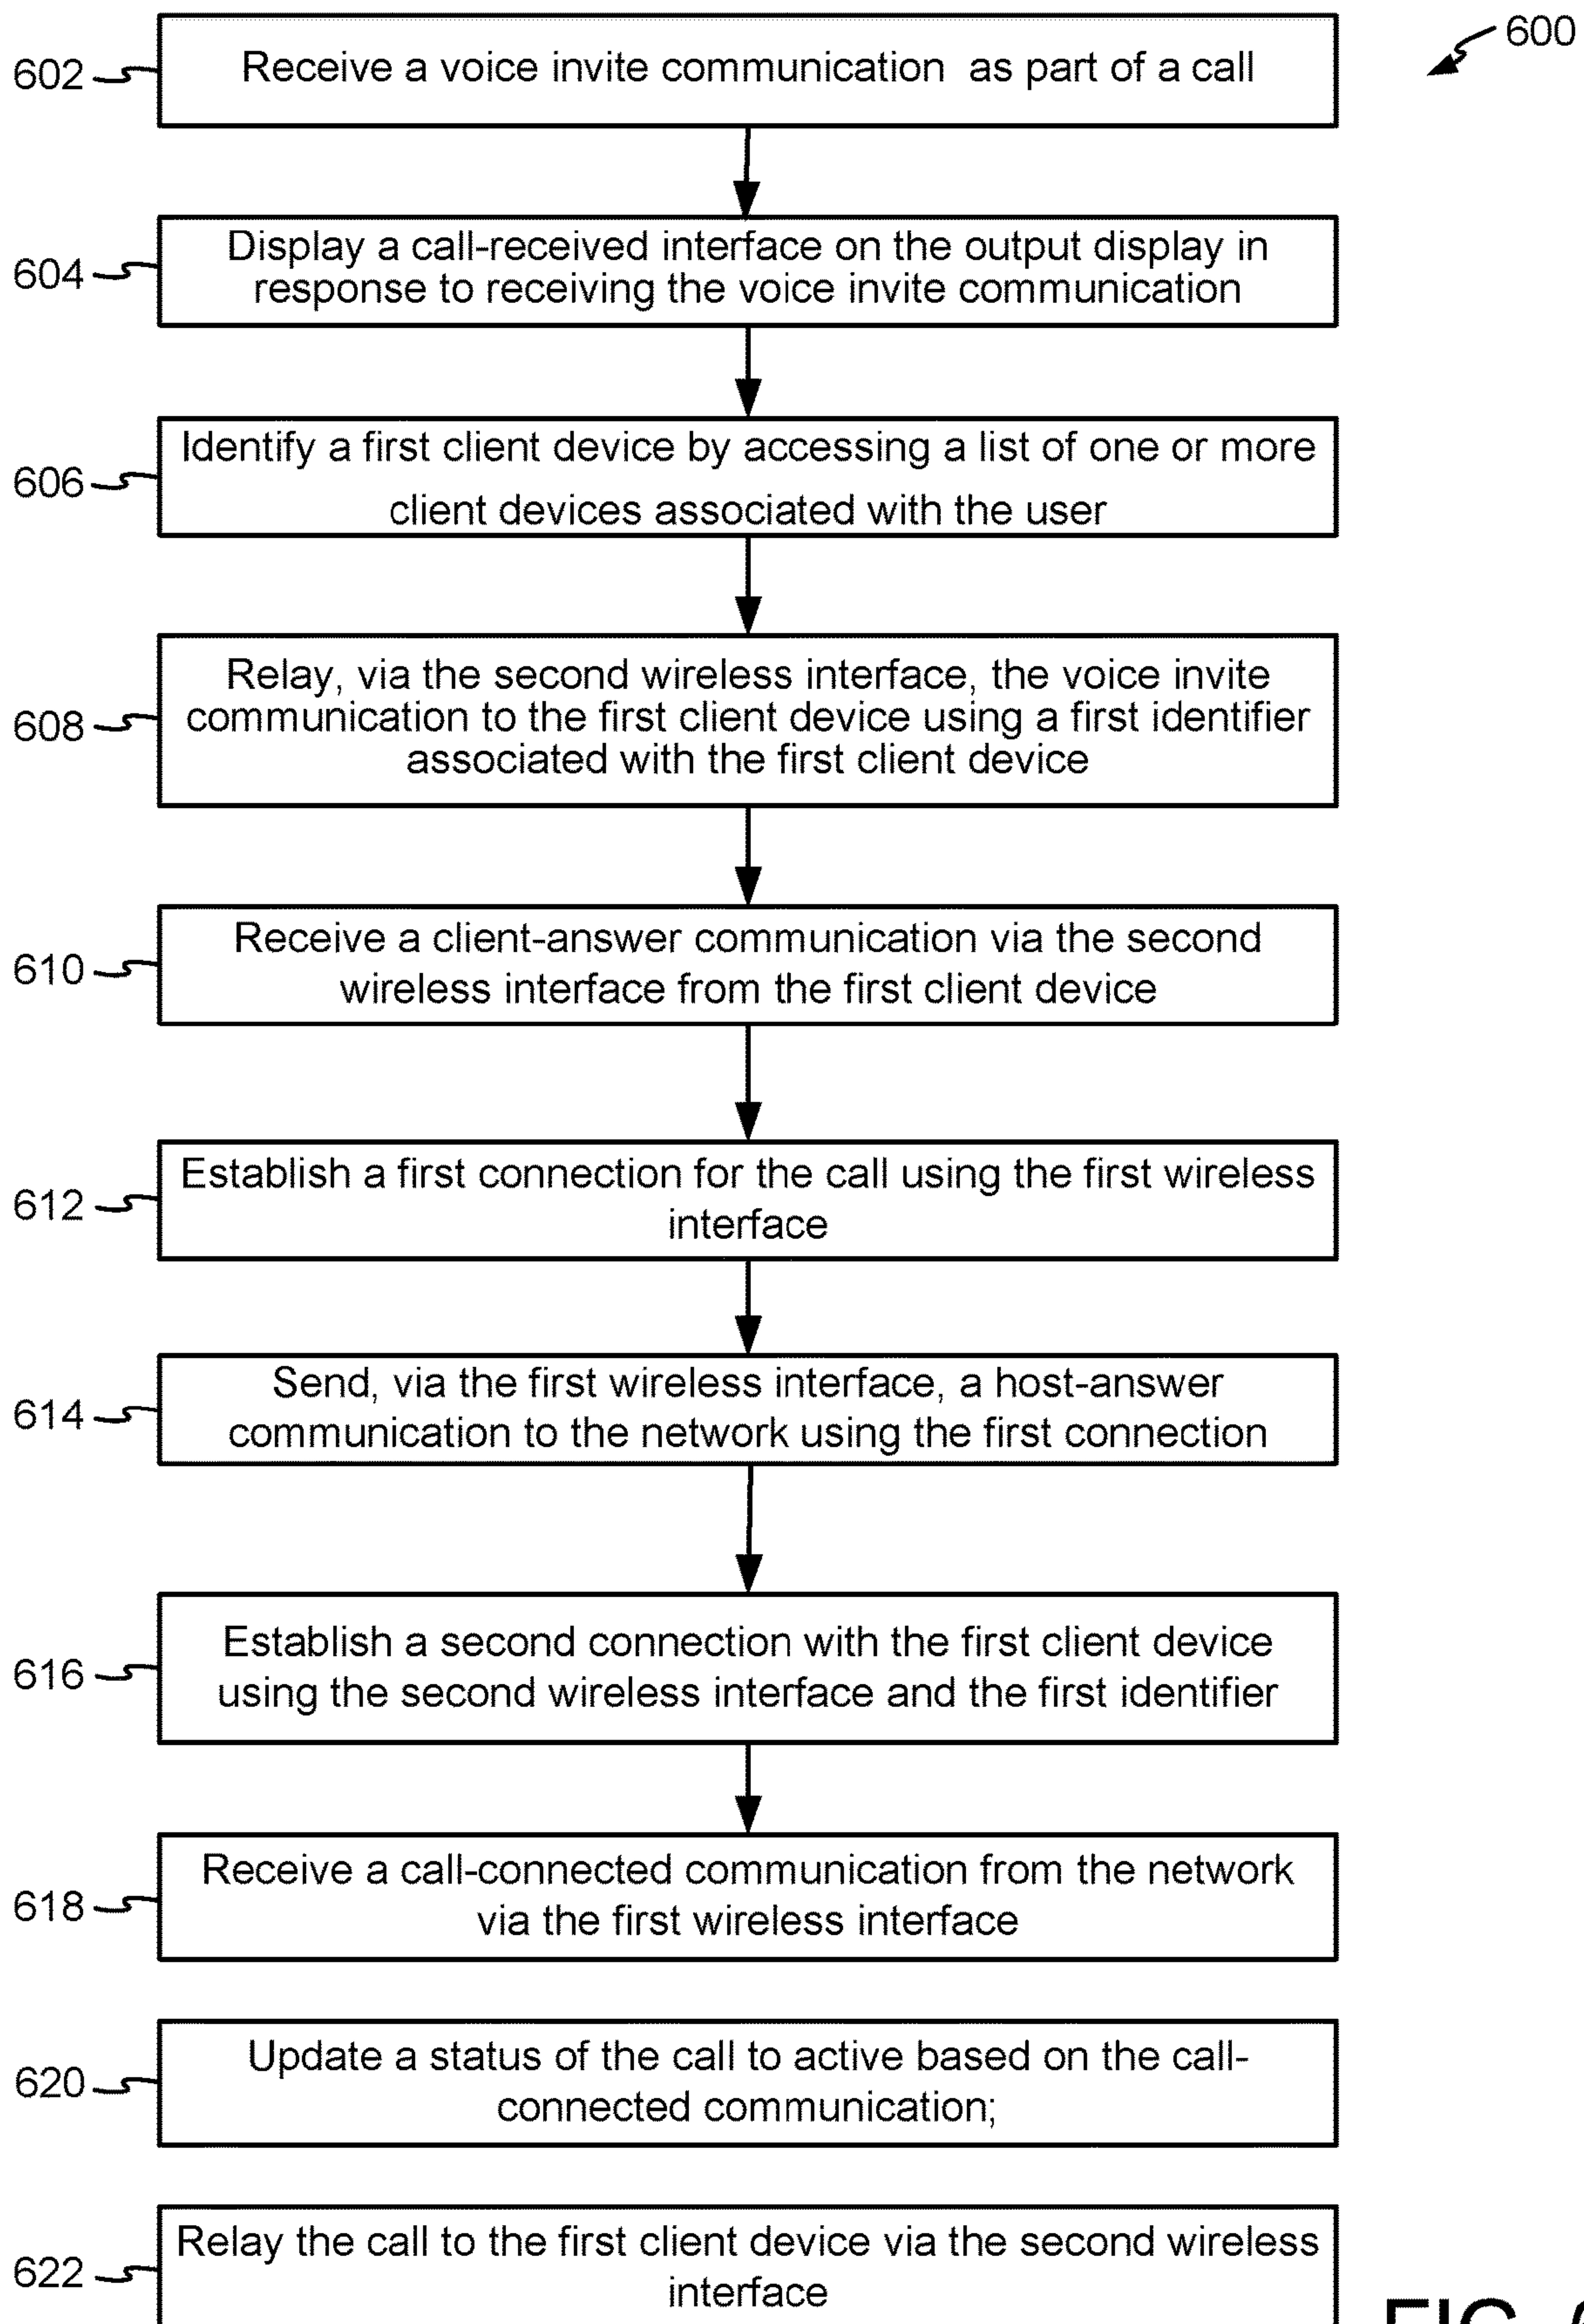 600
602
Receive a voice invite communication as part of a call
604
Display a call-received interface on the output display in
response to receiving the voice invite communication
606
Identify a first client device by accessing a list of one or more
client devices associated with the user
608
Relay, via the second wireless interface, the voice invite
communication to the first client device using a first identifier
associated with the first client device
610
Receive a client-answer communication via the second
wireless interface from the first client device
612
Establish a first connection for the call using the first wireless
interface
614
Send, via the first wireless interface, a host-answer
communication to the network using the first connection
616
Establish a second connection with the first client device
using the second wireless interface and the first identifier
618
Receive a call-connected communication from the network
via the first wireless interface
620
Update a status of the call to active based on the call-
connected communication;
622
Relay the call to the first client device via the second wireless
interface
FIG.